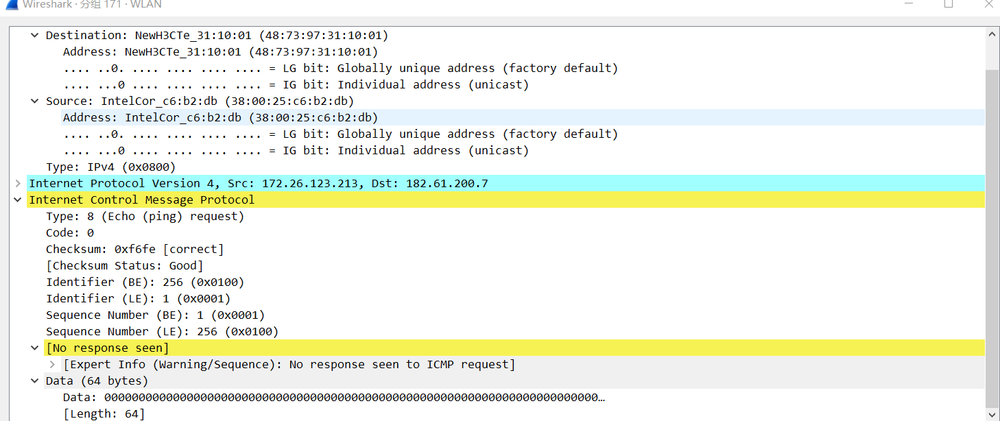 Wireshark · 分组 171 · WLAN
Destination: NewH3CTe_31:10:01 (48:73:97:31:10:01)
Address: NewH3CTe_31:10:01 (48:73:97:31:10:01)
.... ..0. .... .... .... .... = LG bit: Globally unique address (factory default)
.... ...0 .... .... .... .... = IG bit: Individual address (unicast)
Source: IntelCor_c6:b2:db (38:00:25:c6:b2:db)
Address: IntelCor_c6:b2:db (38:00:25:c6:b2:db)
.... ..0. .... .... .... .... = LG bit: Globally unique address (factory default)
.... ...0 .... .... .... .... = IG bit: Individual address (unicast)
Type: IPv4 (0x0800)
Internet Protocol Version 4, Src: 172.26.123.213, Dst: 182.61.200.7
Internet Control Message Protocol
Type: 8 (Echo (ping) request)
Code: 0
Checksum: 0xf6fe [correct]
[Checksum Status: Good]
Identifier (BE): 256 (0x0100)
Identifier (LE): 1 (0x0001)
Sequence Number (BE): 1 (0x0001)
Sequence Number (LE): 256 (0x0100)
[No response seen]
[Expert Info (Warning/Sequence): No response seen to ICMP request]
Data (64 bytes)
Data: 000000000000000000000000000000000000000000000000000000000000000000000000…
[Length: 64]